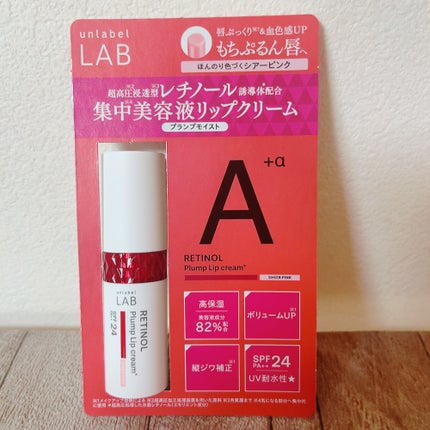 unlabel
LAB
唇ぷっくり※1&血色感UP
もちぷるん唇へ
ほんのり色づくシアーピンク
超高圧浸透型レチノール誘導体配合
集中美容液リップクリーム
プランプモイスト
A+α
RETINOL
Plump Lip cream+
SHEER PINK
高保湿
美容液成分
82%配合
ボリュームUP
縦ジワ補正
SPF24
PA++
UV耐水性★
unlabel
LAB
RETINOL
Plump Lip cream+
SPF 24